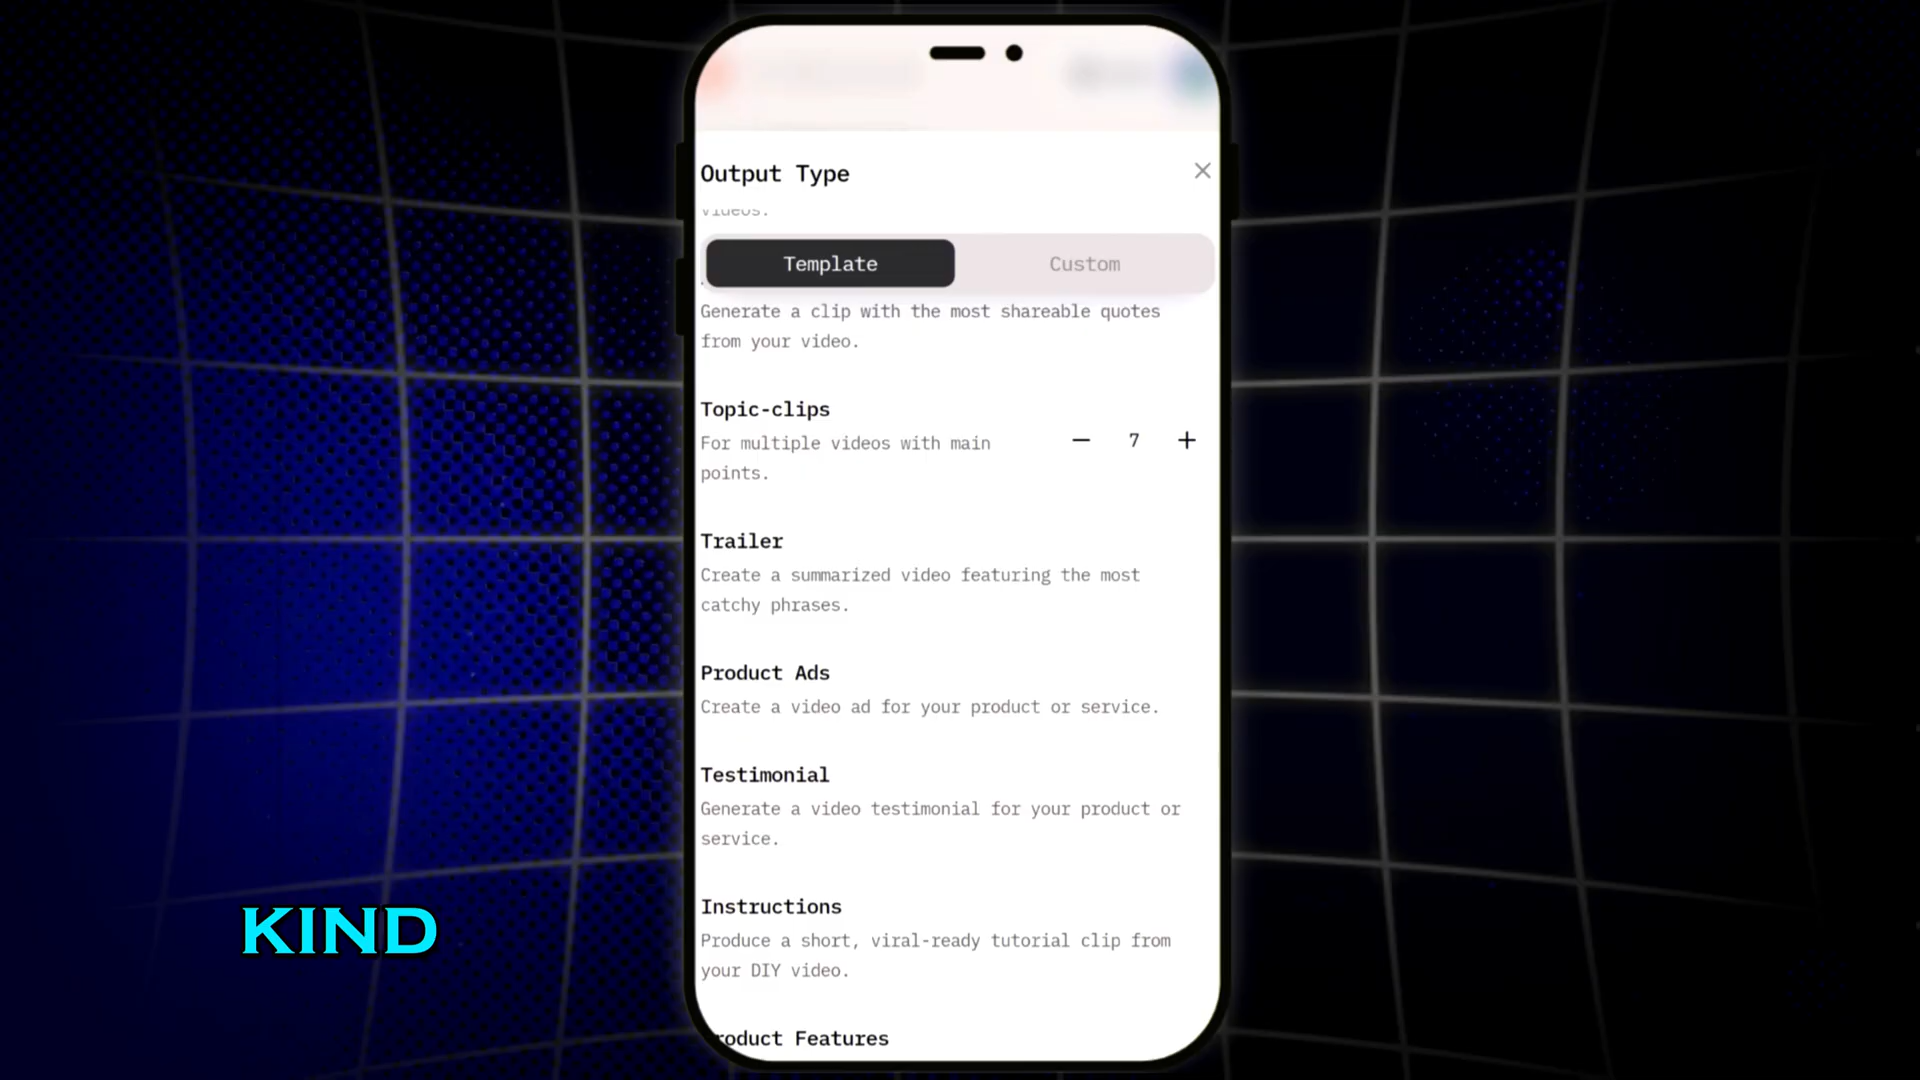 Output Type
videos.
Template
Custom
Generate a clip with the most shareable quotes
from your video.
Topic-clips
For multiple videos with main
points.
− 7 +
Trailer
Create a summarized video featuring the most
catchy phrases.
Product Ads
Create a video ad for your product or service.
Testimonial
Generate a video testimonial for your product or
service.
Instructions
Produce a short, viral-ready tutorial clip from
your DIY video.
KIND
roduct Features